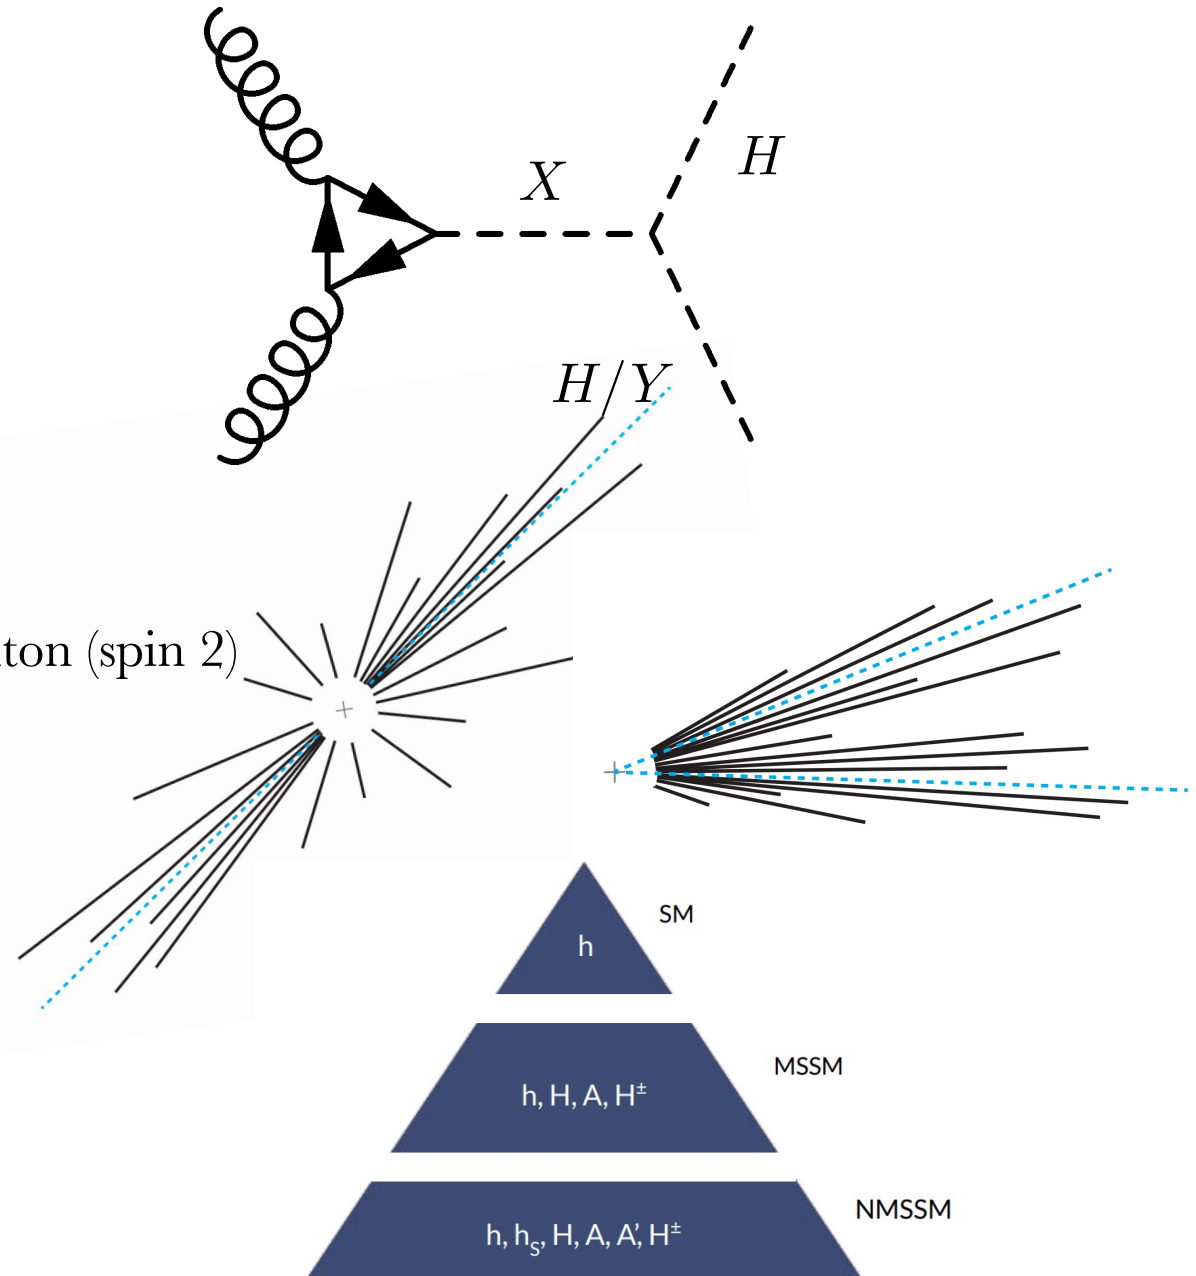 X
H
H/Y
ton (spin 2)
SM
h
MSSM
h, H, A, H±
NMSSM
h, hS, H, A, A’, H±